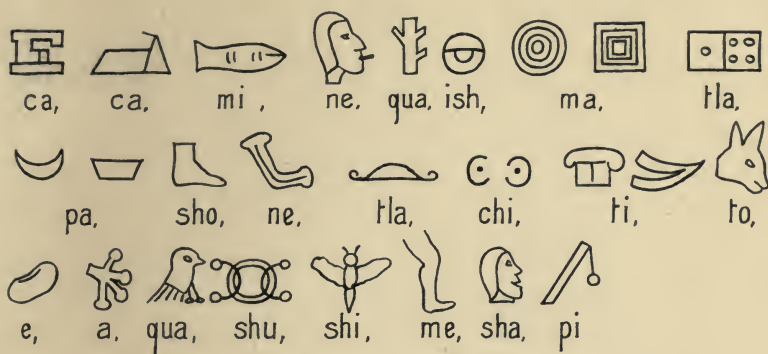 ca, ca, mi, ne, qua, ish, ma, tla,
pa, sho, ne, tla, chi, ti, to,
e, a, qua, shu, shi, me, sha, pi